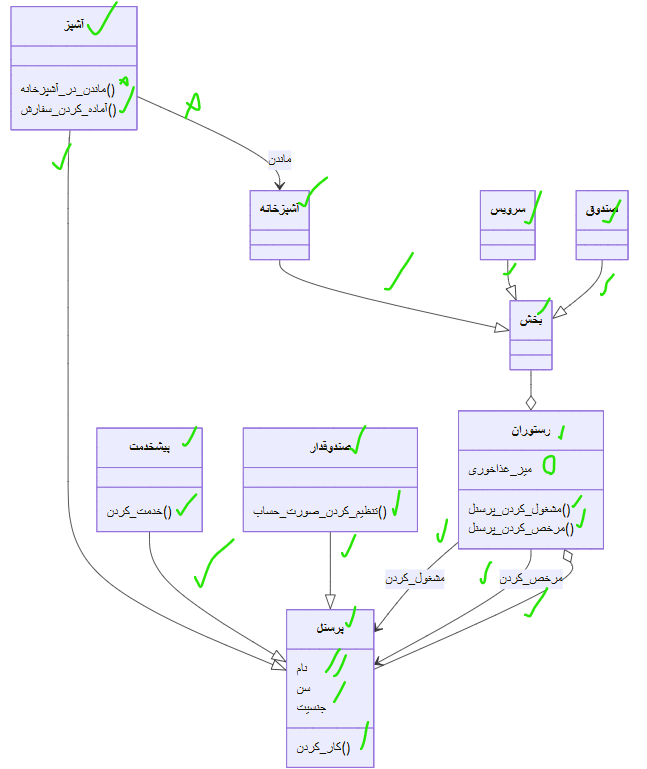 آشپز
ماندن_در_آشپزخانه()
آماده_کردن_سفارش()
ماندن
آشپزخانه
سرویس
صندوق
بخش
رستوران
میز_غذاخوری
مشغول_کردن_پرسنل()
مرخص_کردن_پرسنل()
پیشخدمت
خدمت_کردن()
صندوقدار
تنظیم_کردن_صورت_حساب()
مشغول_کردن
مرخص_کردن
پرسنل
نام
سن
جنسیت
کار_کردن()